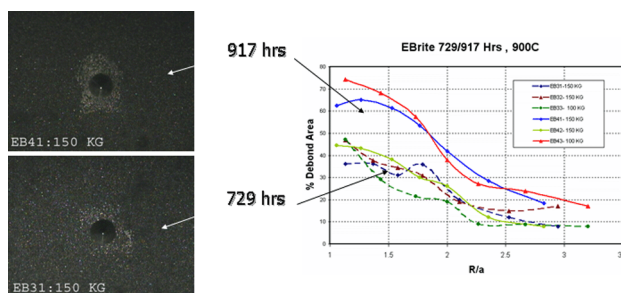 EB41:150 KG
EB31:150 KG
917 hrs
729 hrs
EBrite 729/917 Hrs , 900C
% Debond Area
80
70
60
50
40
30
20
10
0
1
1.5
2
2.5
3
3.5
R/a
EB31-150 KG
EB32- 150 KG
EB33- 100 KG
EB41- 150 KG
EB42- 150 KG
EB43- 100 KG